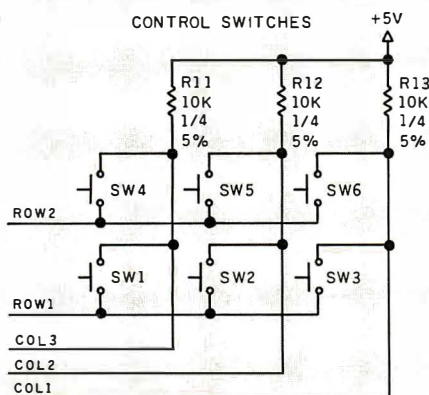 CONTROL SWITCHES
+5V
R11
10K
1/4
5%
R12
10K
1/4
5%
R13
10K
1/4
5%
SW4
SW5
SW6
ROW2
SW1
SW2
SW3
ROW1
COL3
COL2
COL1